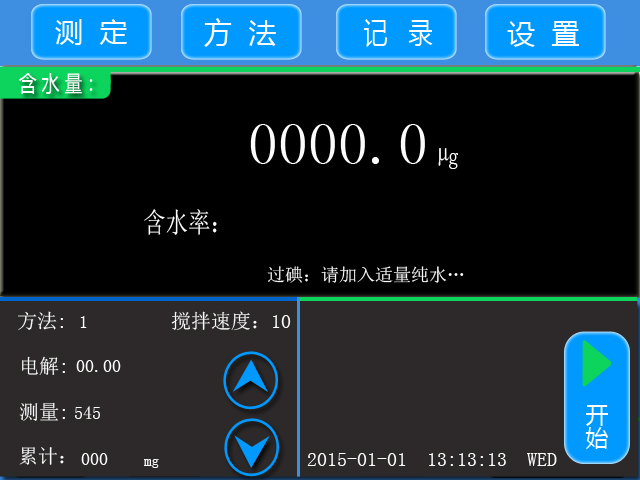 测 定 方 法 记 录 设 置
含水量:
0000.0 μg
含水率:
过碘: 请加入适量纯水…
方法: 1 搅拌速度: 10
电解: 00.00
测量: 545
累计: 000 mg
开始
2015-01-01 13:13:13 WED